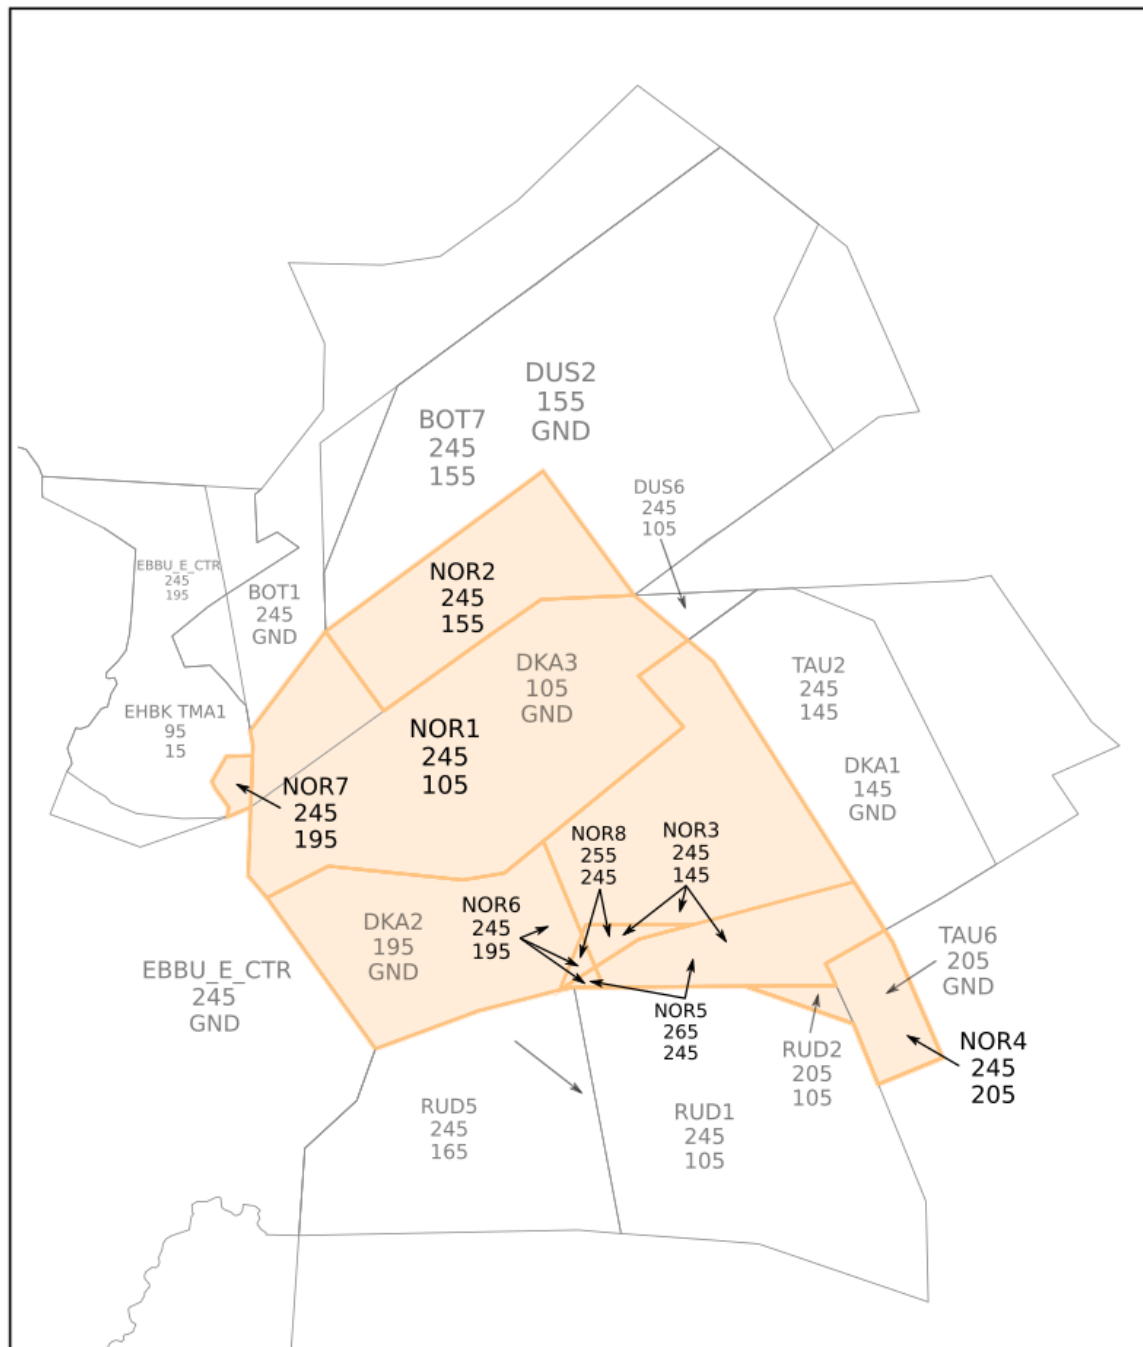 DUS2
155
GND
BOT7
245
155
DUS6
245
105
EBBU_E_CTR
245
195
NOR2
245
155
BOT1
245
GND
DKA3
105
GND
TAU2
245
145
EHBK TMA1
95
15
NOR1
245
105
DKA1
145
GND
NOR7
245
195
NOR8
255
245
NOR3
245
145
NOR6
245
195
DKA2
195
GND
TAU6
205
GND
EBBU_E_CTR
245
GND
NOR5
265
245
RUD2
205
105
NOR4
245
205
RUD5
245
165
RUD1
245
105